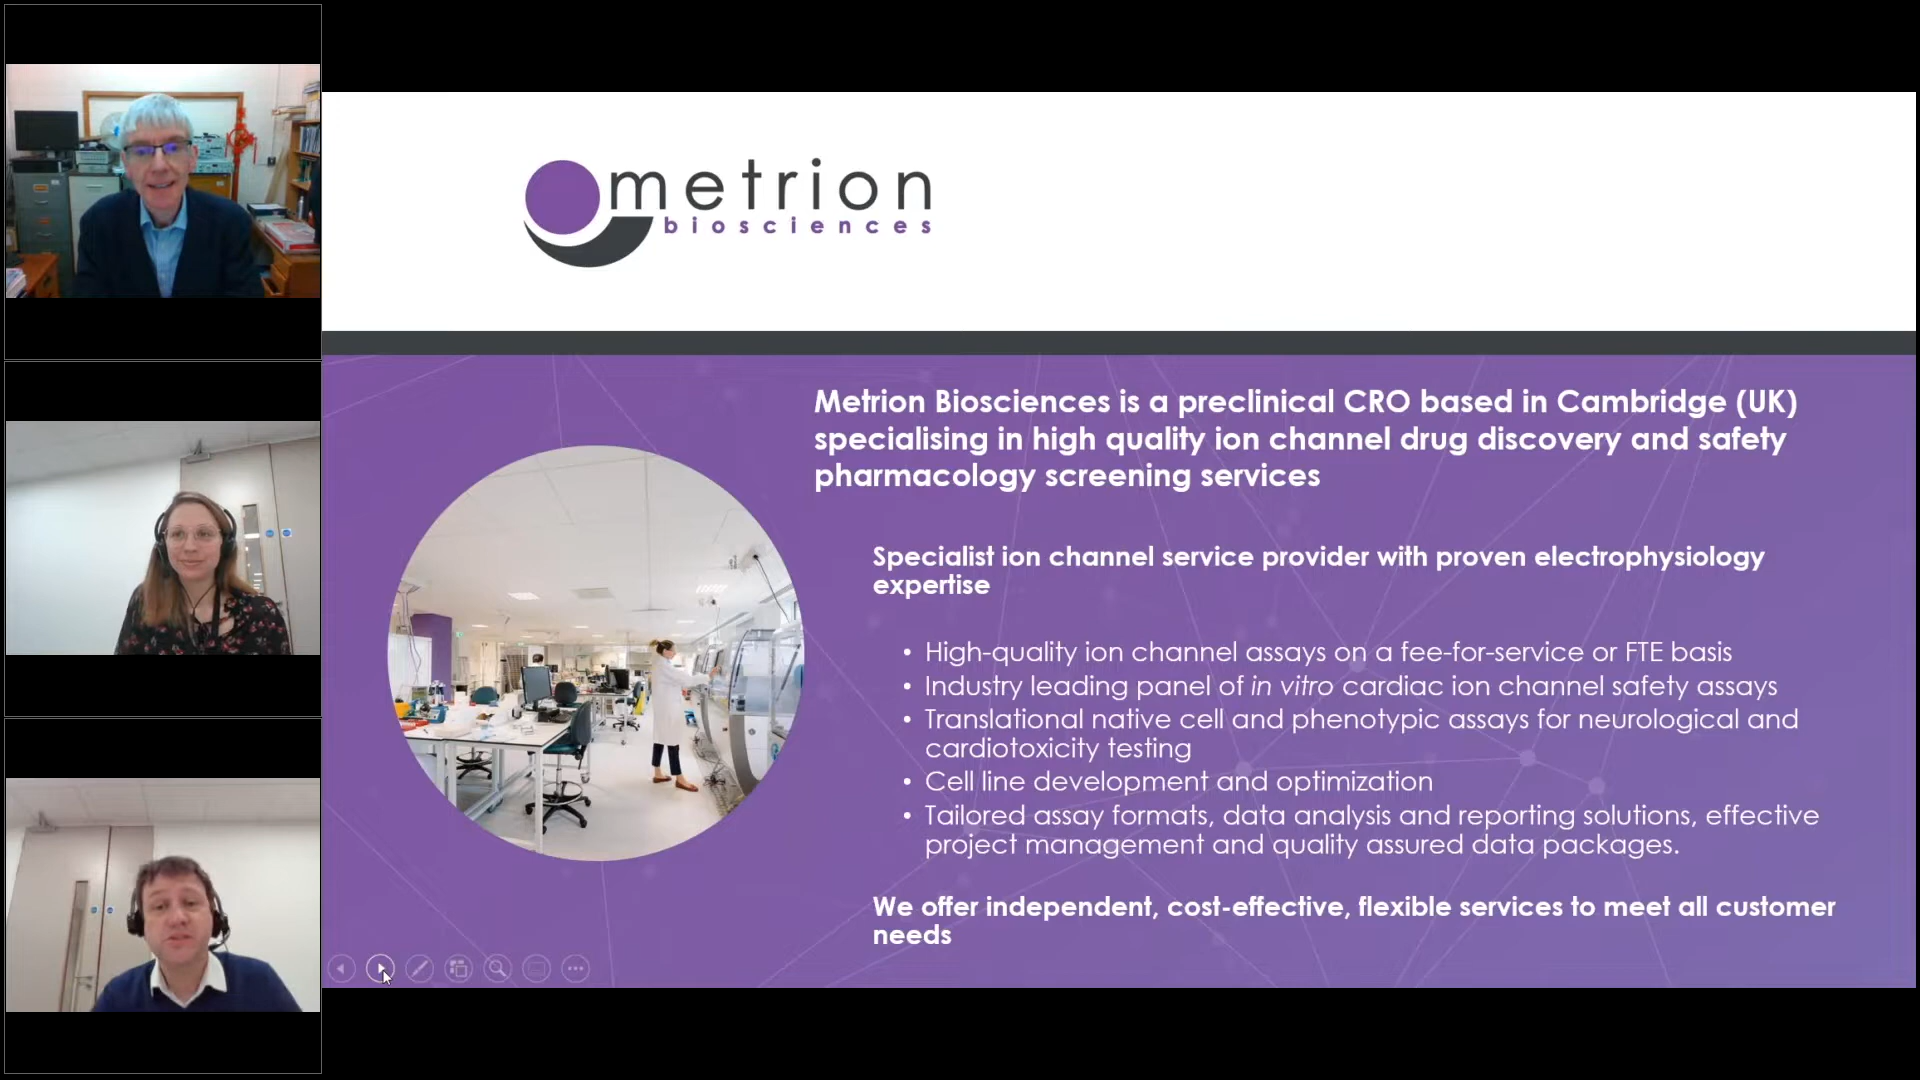 metrion
biosciences
Metrion Biosciences is a preclinical CRO based in Cambridge (UK)
specialising in high quality ion channel drug discovery and safety
pharmacology screening services
Specialist ion channel service provider with proven electrophysiology
expertise
• High-quality ion channel assays on a fee-for-service or FTE basis
• Industry leading panel of in vitro cardiac ion channel safety assays
• Translational native cell and phenotypic assays for neurological and
cardiotoxicity testing
• Cell line development and optimization
• Tailored assay formats, data analysis and reporting solutions, effective
project management and quality assured data packages.
We offer independent, cost-effective, flexible services to meet all customer
needs